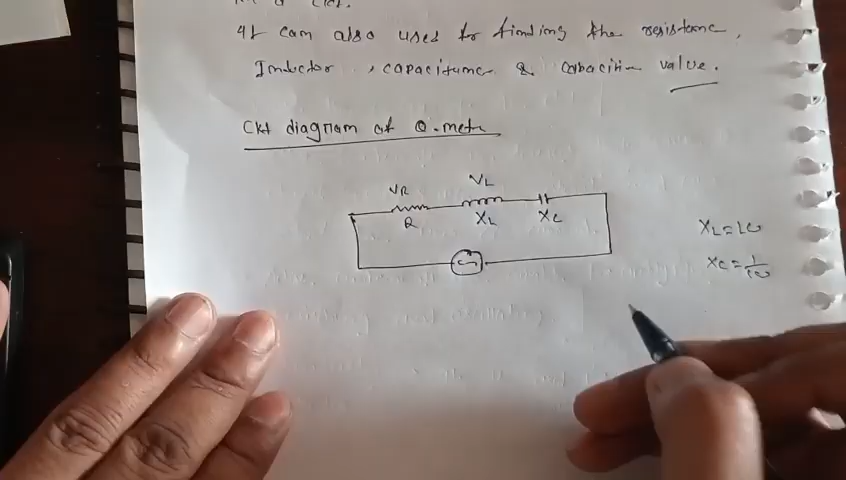 It can also used for finding the resistance,
Inductor, capacitance & capacitive value.
Ckt diagram of Q-meter
VR VL
R XL XC
XL = Lω
XC = 1/Cω